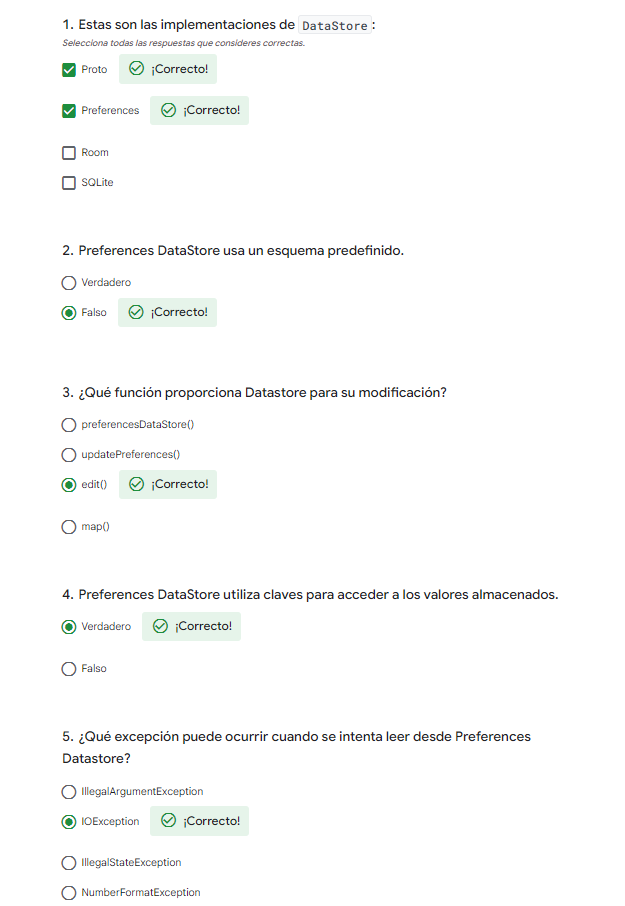 1. Estas son las implementaciones de DataStore:
Selecciona todas las respuestas que consideres correctas.
Proto ¡Correcto!
Preferences ¡Correcto!
Room
SQLite
2. Preferences DataStore usa un esquema predefinido.
Verdadero
Falso ¡Correcto!
3. ¿Qué función proporciona Datastore para su modificación?
preferencesDataStore()
updatePreferences()
edit() ¡Correcto!
map()
4. Preferences DataStore utiliza claves para acceder a los valores almacenados.
Verdadero ¡Correcto!
Falso
5. ¿Qué excepción puede ocurrir cuando se intenta leer desde Preferences
Datastore?
IllegalArgumentException
IOException ¡Correcto!
IllegalStateException
NumberFormatException